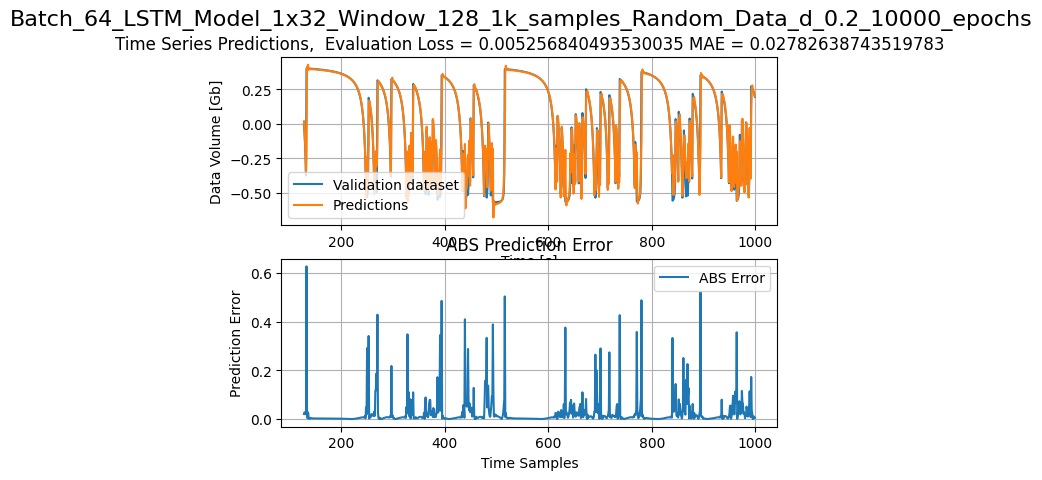 Batch_64_LSTM_Model_1x32_Window_128_1k_samples_Random_Data_d_0.2_10000_epochs
Time Series Predictions,  Evaluation Loss = 0.005256840493530035 MAE = 0.02782638743519783
Data Volume [Gb]
0.25
0.00
−0.25
−0.50
Validation dataset
Predictions
200
400
600
800
1000
Time [s]
ABS Prediction Error
Prediction Error
0.6
0.4
0.2
0.0
ABS Error
200
400
600
800
1000
Time Samples